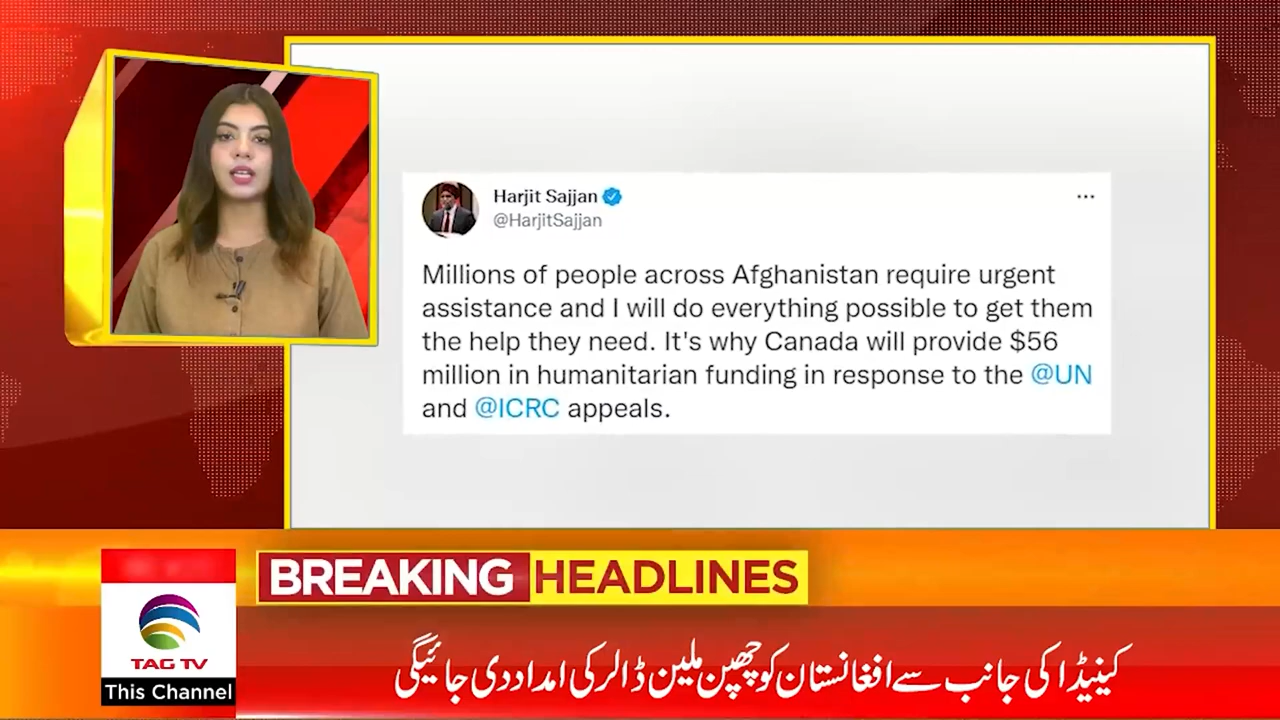 Harjit Sajjan
@HarjitSajjan
Millions of people across Afghanistan require urgent
assistance and I will do everything possible to get them
the help they need. It's why Canada will provide $56
million in humanitarian funding in response to the @UN
and @ICRC appeals.
BREAKING HEADLINES
TAG TV
This Channel
کینیڈا کی جانب سے افغانستان کو چھپن ملین ڈالر کی امداد دی جائیگی